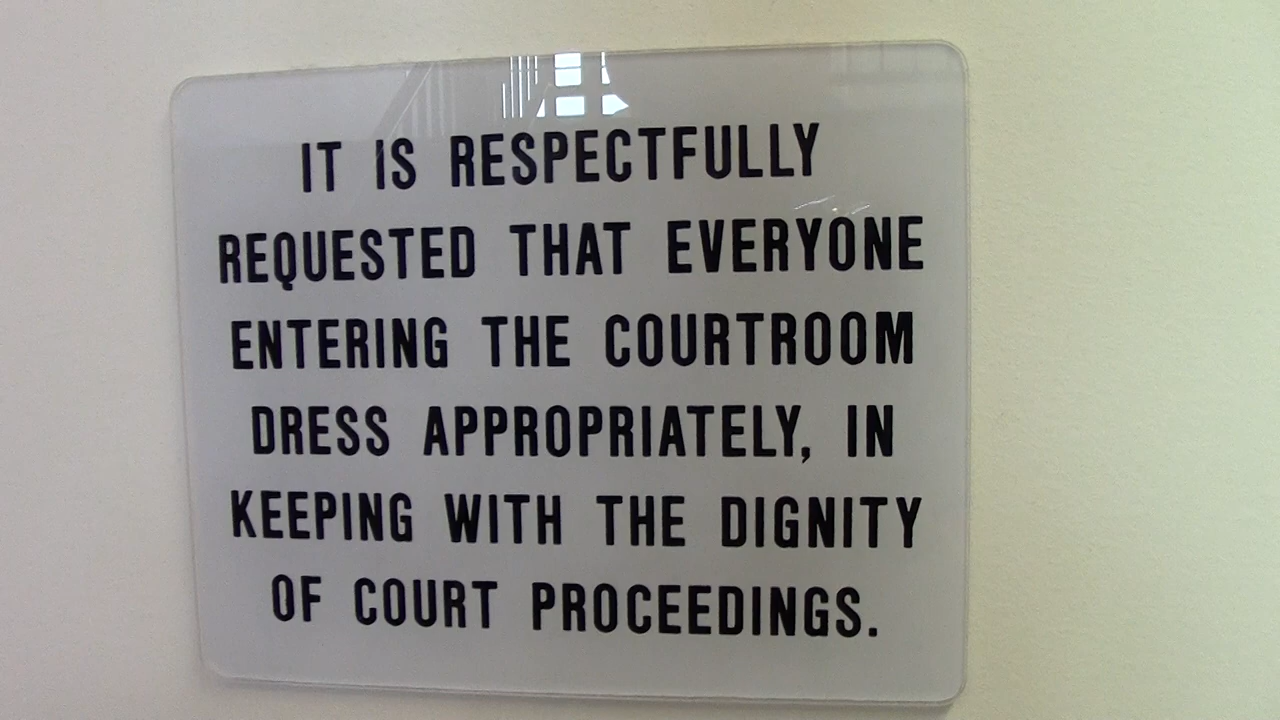 IT IS RESPECTFULLY
REQUESTED THAT EVERYONE
ENTERING THE COURTROOM
DRESS APPROPRIATELY, IN
KEEPING WITH THE DIGNITY
OF COURT PROCEEDINGS.